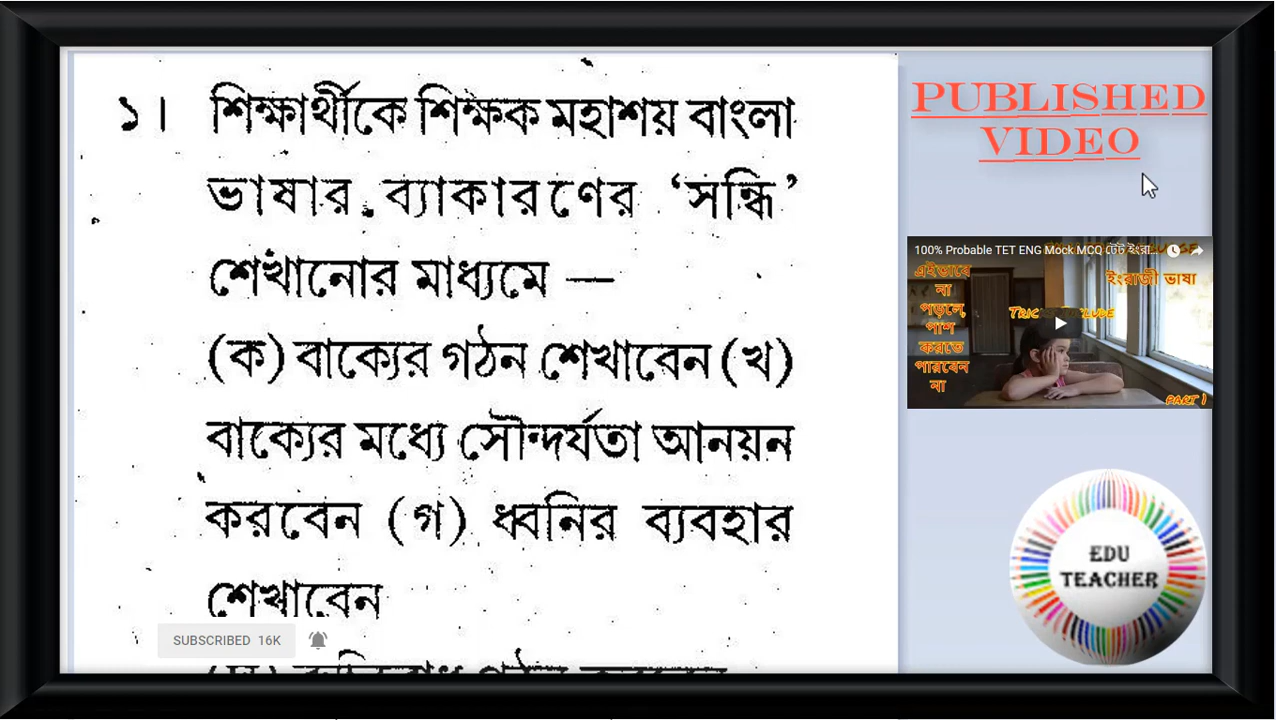 ১। শিক্ষার্থীকে শিক্ষক মহাশয় বাংলা
ভাষার ব্যাকারণের ‘সন্ধি’
শেখানোর মাধ্যমে —
(ক) বাক্যের গঠন শেখাবেন (খ)
বাক্যের মধ্যে সৌন্দর্যতা আনয়ন
করবেন (গ) ধ্বনির ব্যবহার
শেখাবেন
SUBSCRIBED 16K
PUBLISHED
VIDEO
100% Probable TET ENG Mock MCQ টেট ইংরা...
এইভাবে
না
পড়লে,
পাশ
করতে
পারবেন
না
ইংরাজী ভাষা
PART 1
EDU
TEACHER